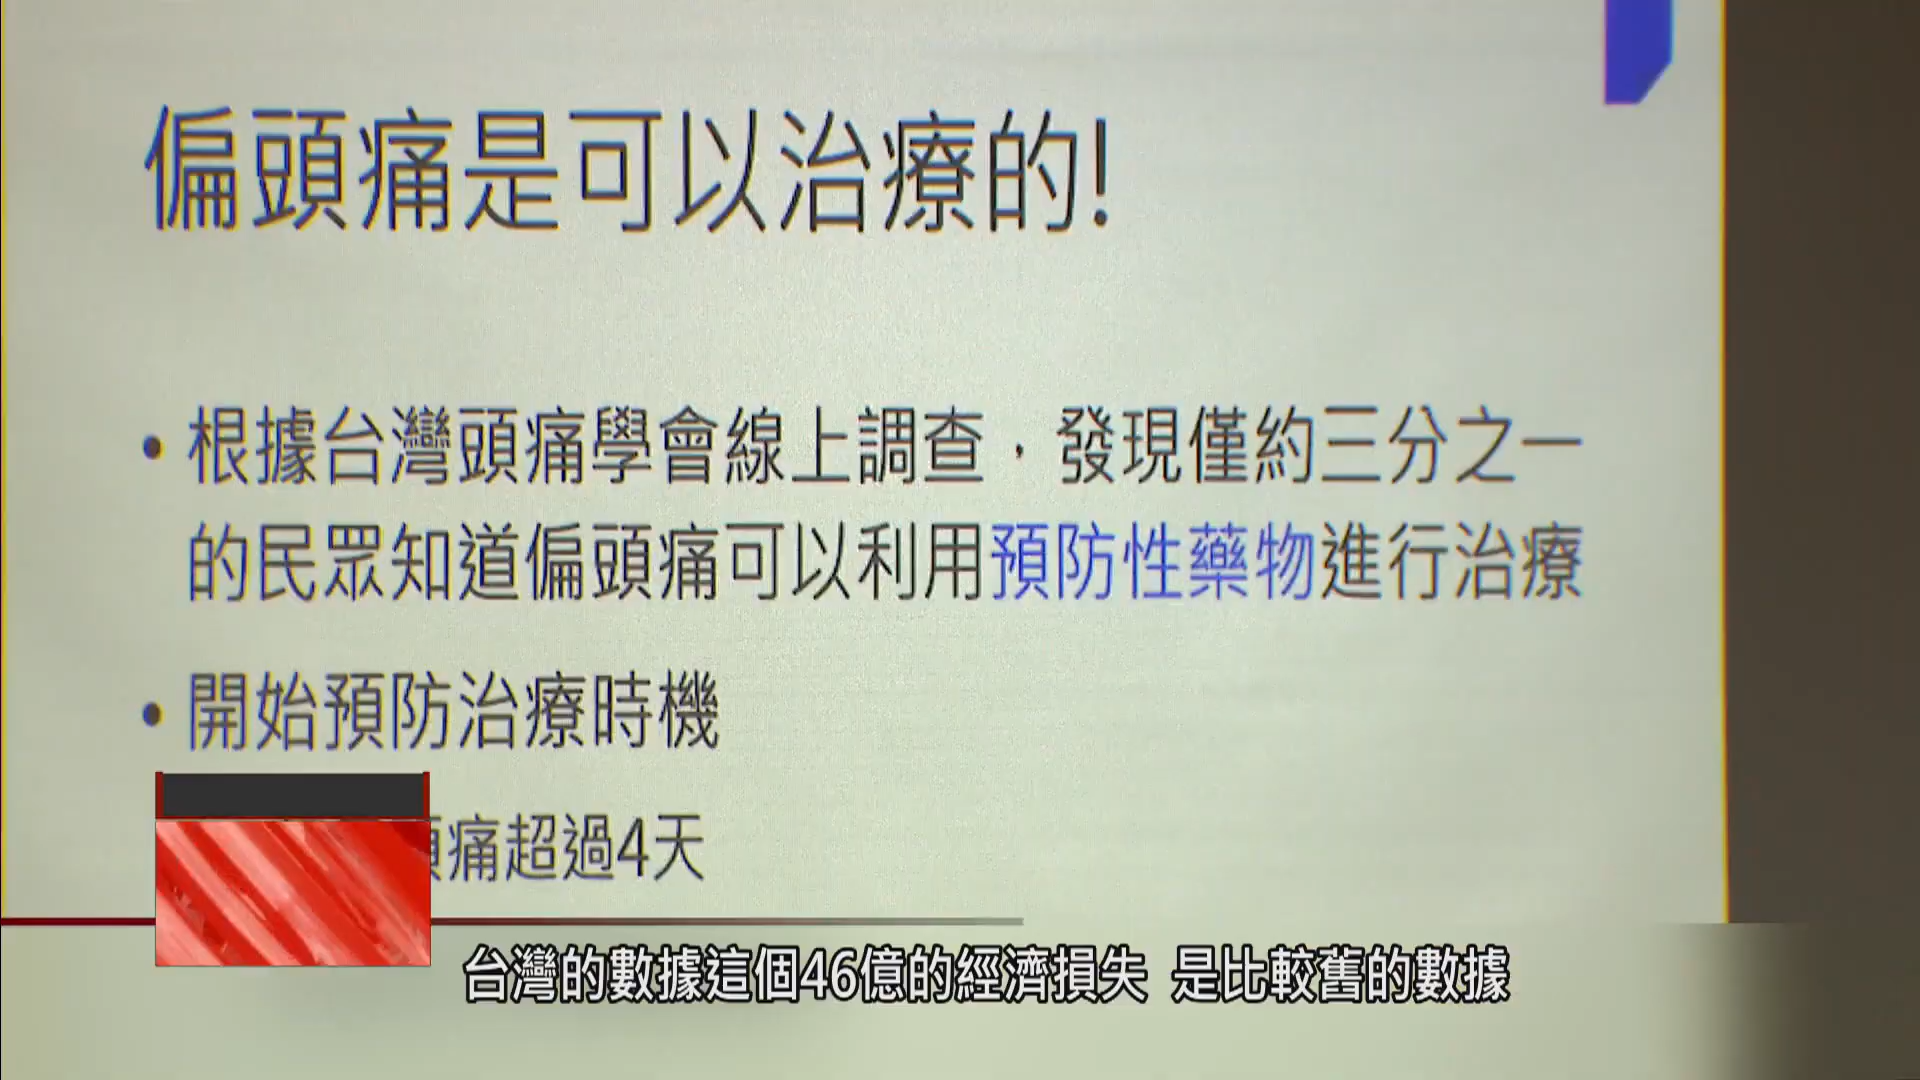 偏頭痛是可以治療的!
• 根據台灣頭痛學會線上調查，發現僅約三分之一
的民眾知道偏頭痛可以利用預防性藥物進行治療
• 開始預防治療時機
痛超過4天
台灣的數據這個46億的經濟損失 是比較舊的數據